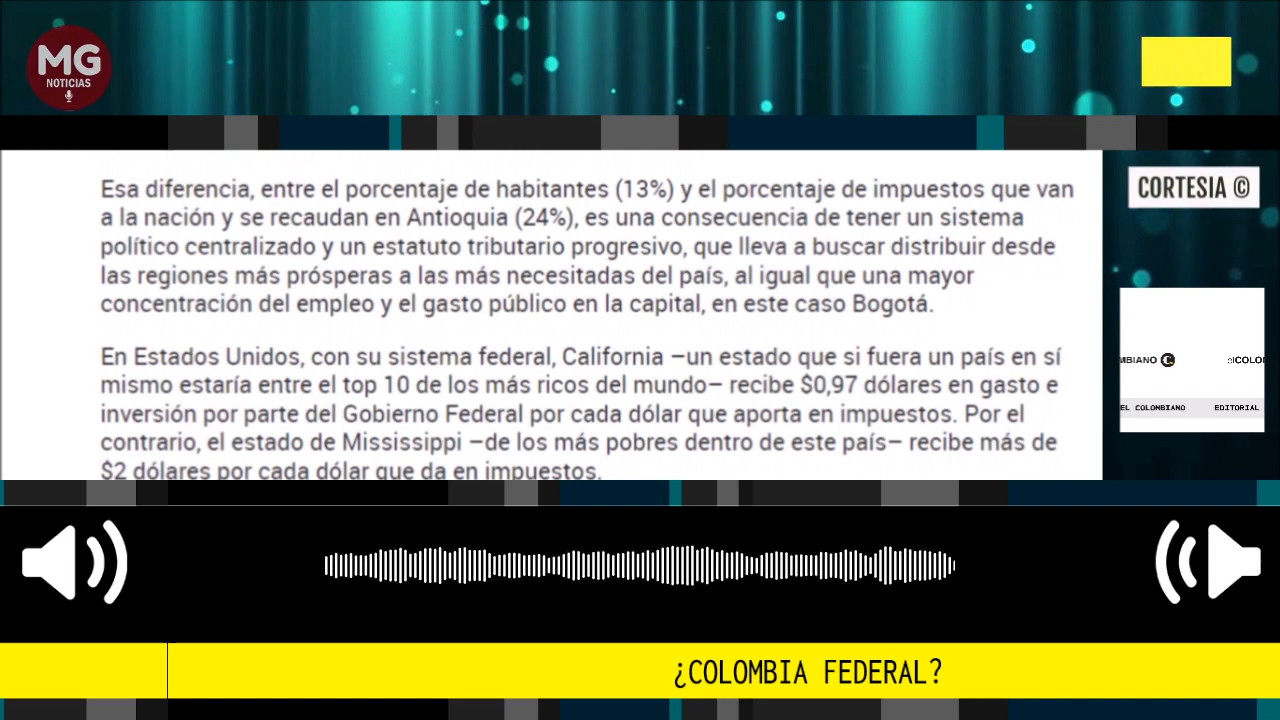 MG
NOTICIAS
CORTESIA ©
Esa diferencia, entre el porcentaje de habitantes (13%) y el porcentaje de impuestos que van
a la nación y se recaudan en Antioquia (24%), es una consecuencia de tener un sistema
político centralizado y un estatuto tributario progresivo, que lleva a buscar distribuir desde
las regiones más prósperas a las más necesitadas del país, al igual que una mayor
concentración del empleo y el gasto público en la capital, en este caso Bogotá.
En Estados Unidos, con su sistema federal, California –un estado que si fuera un país en sí
mismo estaría entre el top 10 de los más ricos del mundo– recibe $0,97 dólares en gasto e
inversión por parte del Gobierno Federal por cada dólar que aporta en impuestos. Por el
contrario, el estado de Mississippi –de los más pobres dentro de este país– recibe más de
$2 dólares por cada dólar que da en impuestos.
MBIANO C elCOLO
EL COLOMBIANO EDITORIAL
¿COLOMBIA FEDERAL?